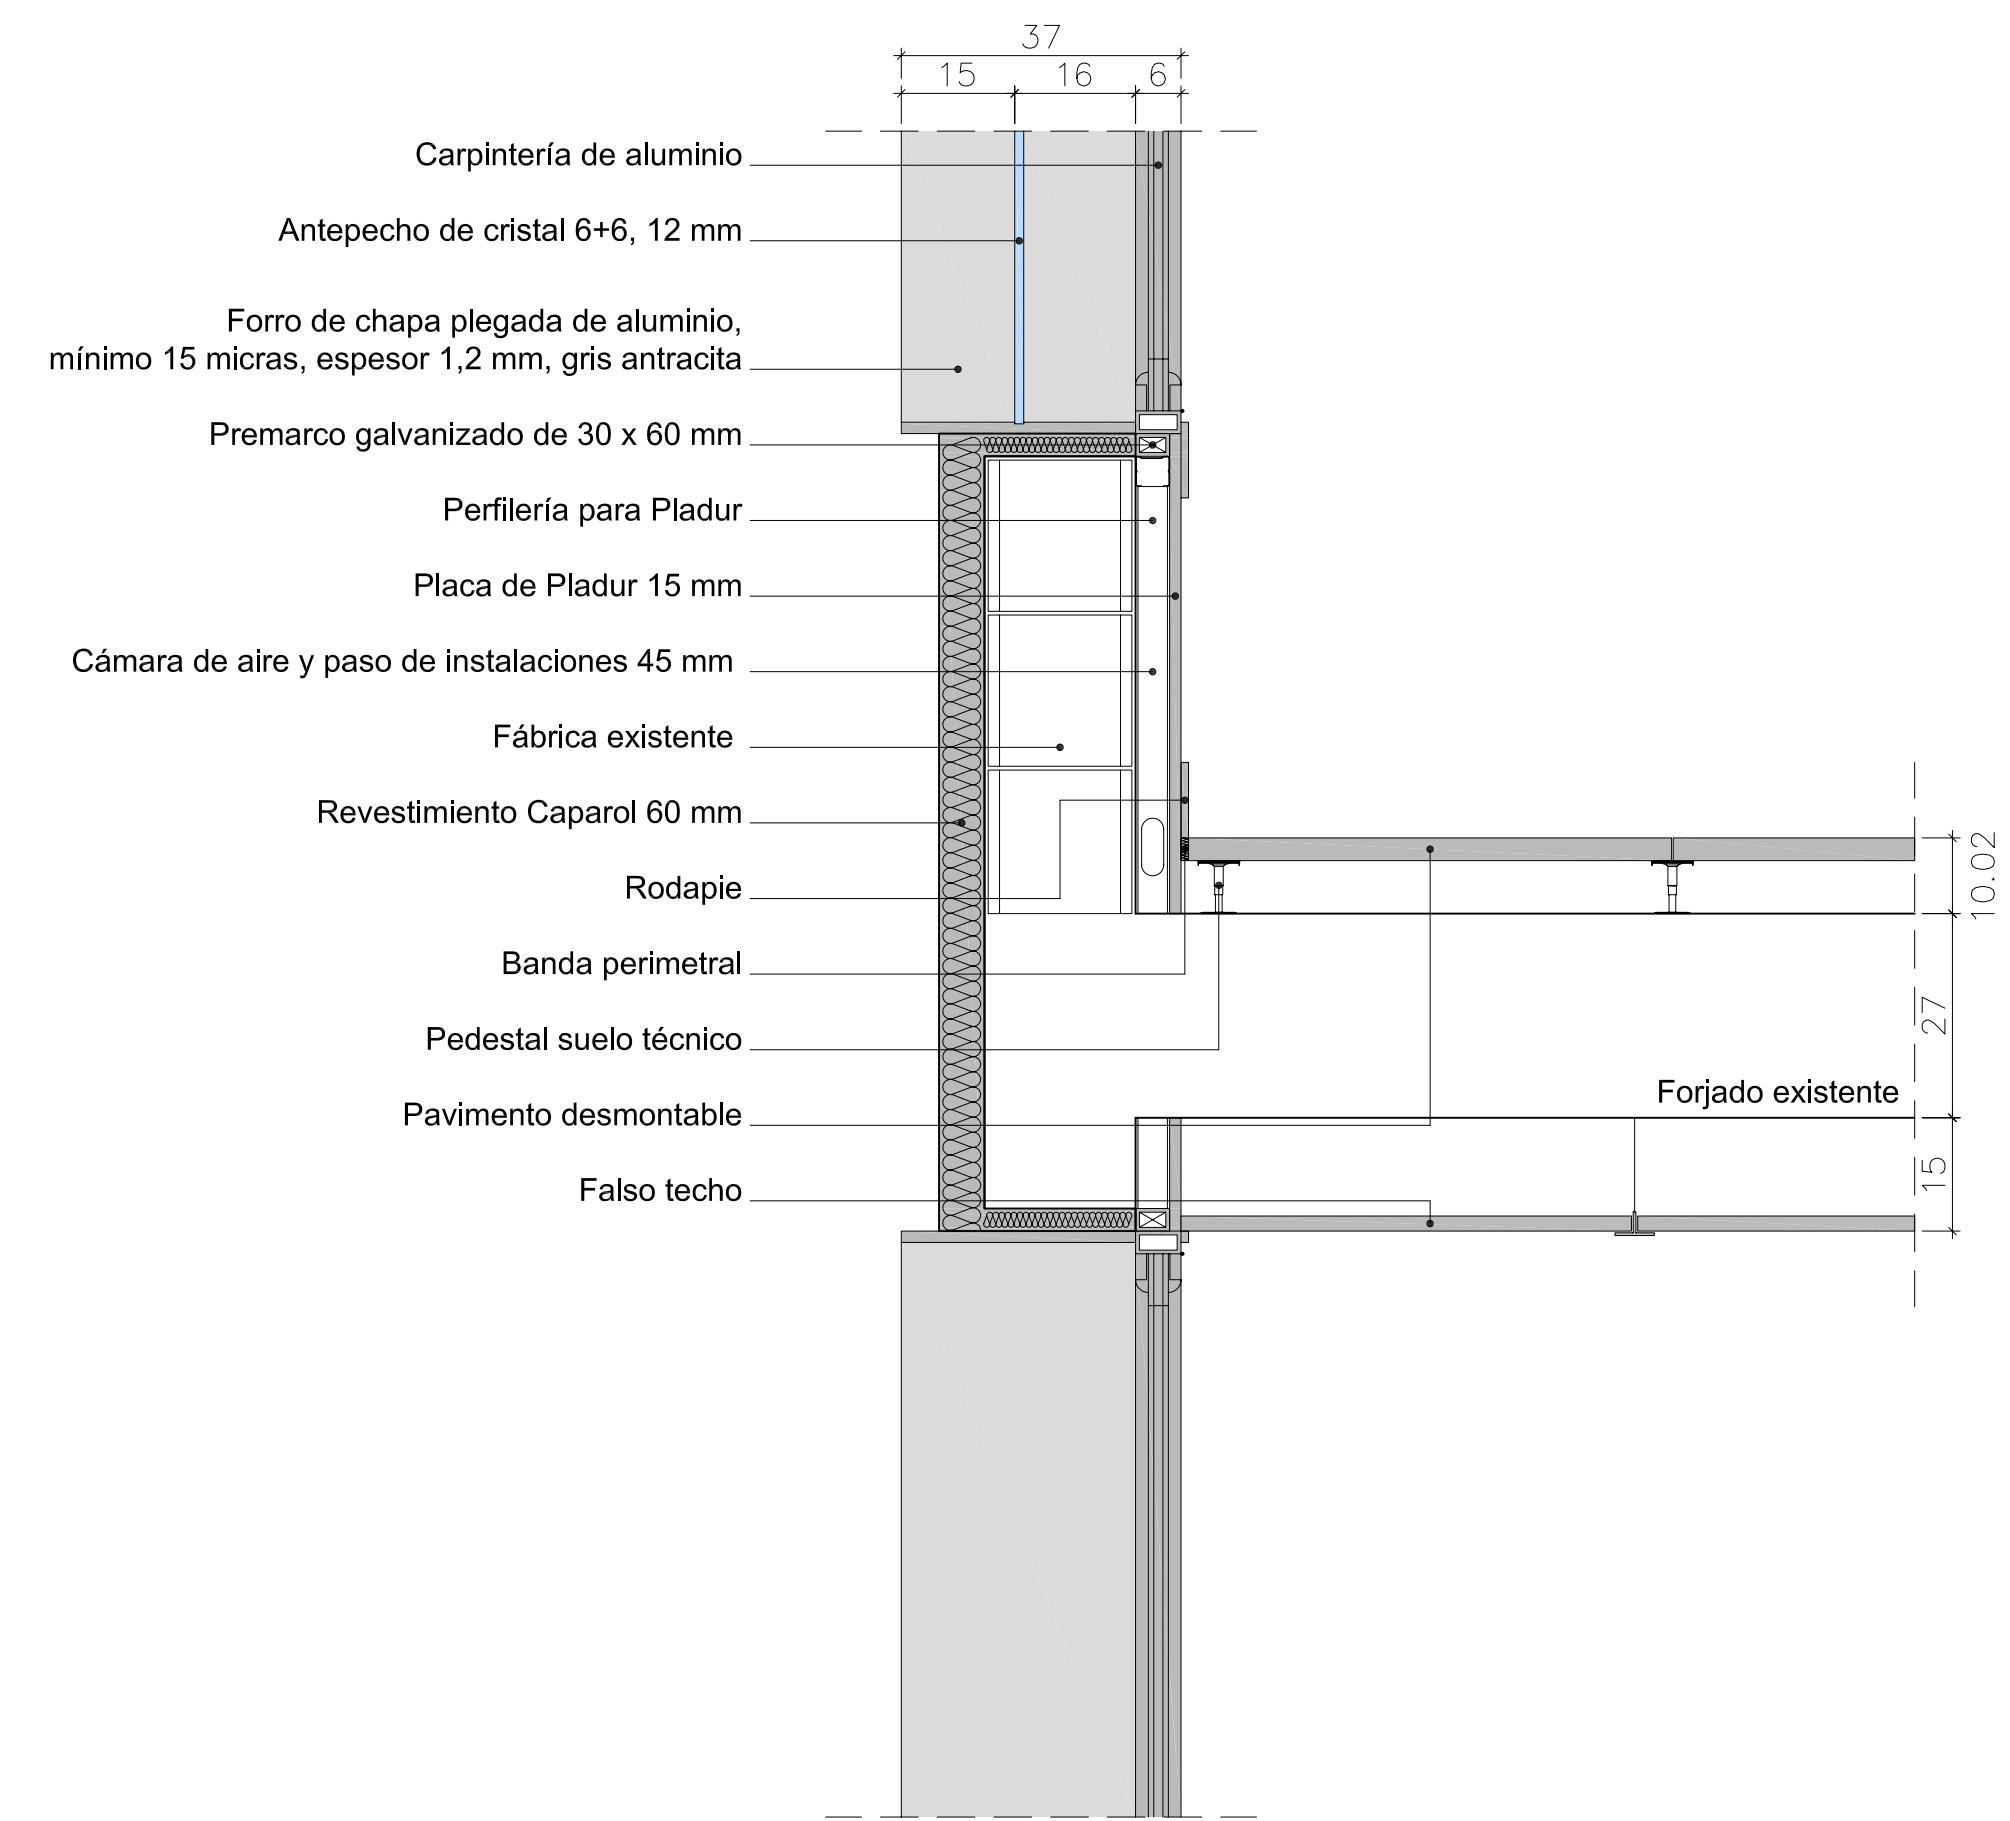 37
15 16 6
Carpintería de aluminio
Antepecho de cristal 6+6, 12 mm
Forro de chapa plegada de aluminio,
mínimo 15 micras, espesor 1,2 mm, gris antracita
Premarco galvanizado de 30 x 60 mm
Perfilería para Pladur
Placa de Pladur 15 mm
Cámara de aire y paso de instalaciones 45 mm
Fábrica existente
Revestimiento Caparol 60 mm
Rodapie
Banda perimetral
Pedestal suelo técnico
Pavimento desmontable
Falso techo
10.02
27
Forjado existente
15